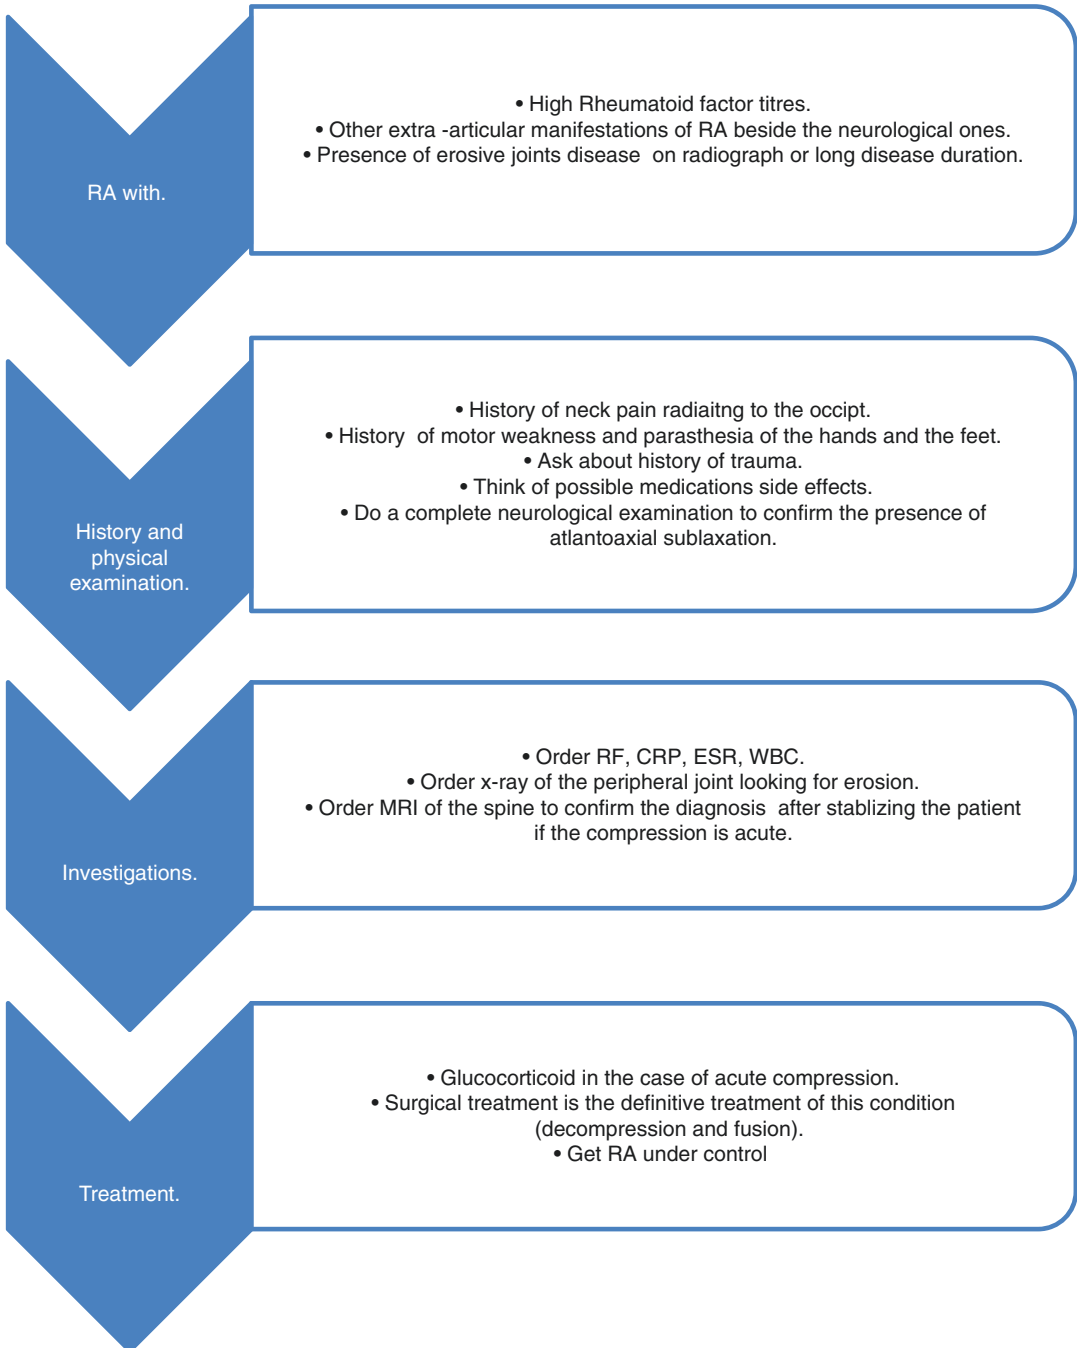 RA with.
• High Rheumatoid factor titres.
• Other extra -articular manifestations of RA beside the neurological ones.
• Presence of erosive joints disease on radiograph or long disease duration.
History and
physical
examination.
• History of neck pain radiaitng to the occipt.
• History of motor weakness and parasthesia of the hands and the feet.
• Ask about history of trauma.
• Think of possible medications side effects.
• Do a complete neurological examination to confirm the presence of
atlantoaxial sublaxation.
Investigations.
• Order RF, CRP, ESR, WBC.
• Order x-ray of the peripheral joint looking for erosion.
• Order MRI of the spine to confirm the diagnosis after stablizing the patient
if the compression is acute.
Treatment.
• Glucocorticoid in the case of acute compression.
• Surgical treatment is the definitive treatment of this condition
(decompression and fusion).
• Get RA under control